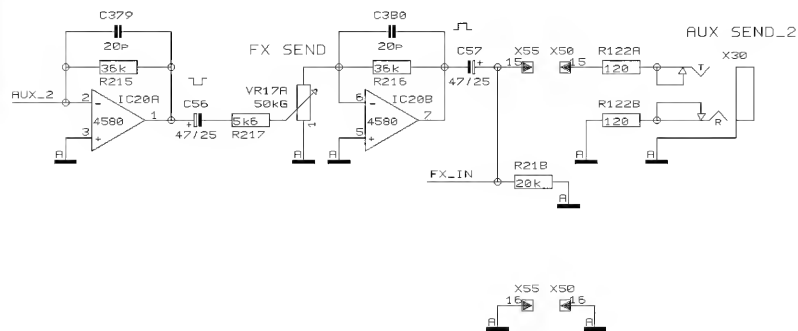 C379
20p
36k
R215
AUX_2
2
3
4580
IC20A
1
A
C56
+
47/25
5k6
R217
FX SEND
VR17A
50kG
1
A
C380
20p
36k
R216
6
5
4580
IC20B
7
A
C57
+
47/25
X55 X50
15 15
R122A
120
AUX SEND_2
X30
T
R122B
120
R
A
A
FX_IN
R218
20k
A
X55 X50
16 16
A
A